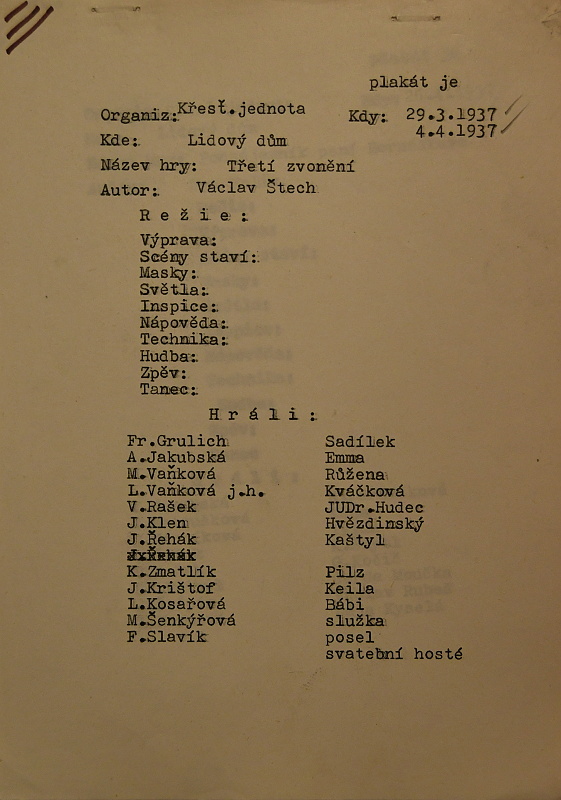 plakát je
Organiz: Křesť.jednota Kdy: 29.3.1937
4.4.1937
Kde: Lidový dům
Název hry: Třetí zvonění
Autor: Václav Štech
R e ž i e :
Výprava:
Scény staví:
Masky:
Světla:
Inspice:
Nápověda:
Technika:
Hudba:
Zpěv:
Tanec:
H r á l i :
Fr.Grulich Sadílek
A.Jakubská Emma
M.Vaňková Růžena
L.Vaňková j.h. Kváčková
V.Rašek JUDr.Hudec
J.Klen Hvězdinský
J.Řehák Kaštyl
K.Zmatlík Pilz
J.Krištof Keila
L.Kosařová Bábi
M.Šenkýřová služka
F.Slavík posel
svatební hosté